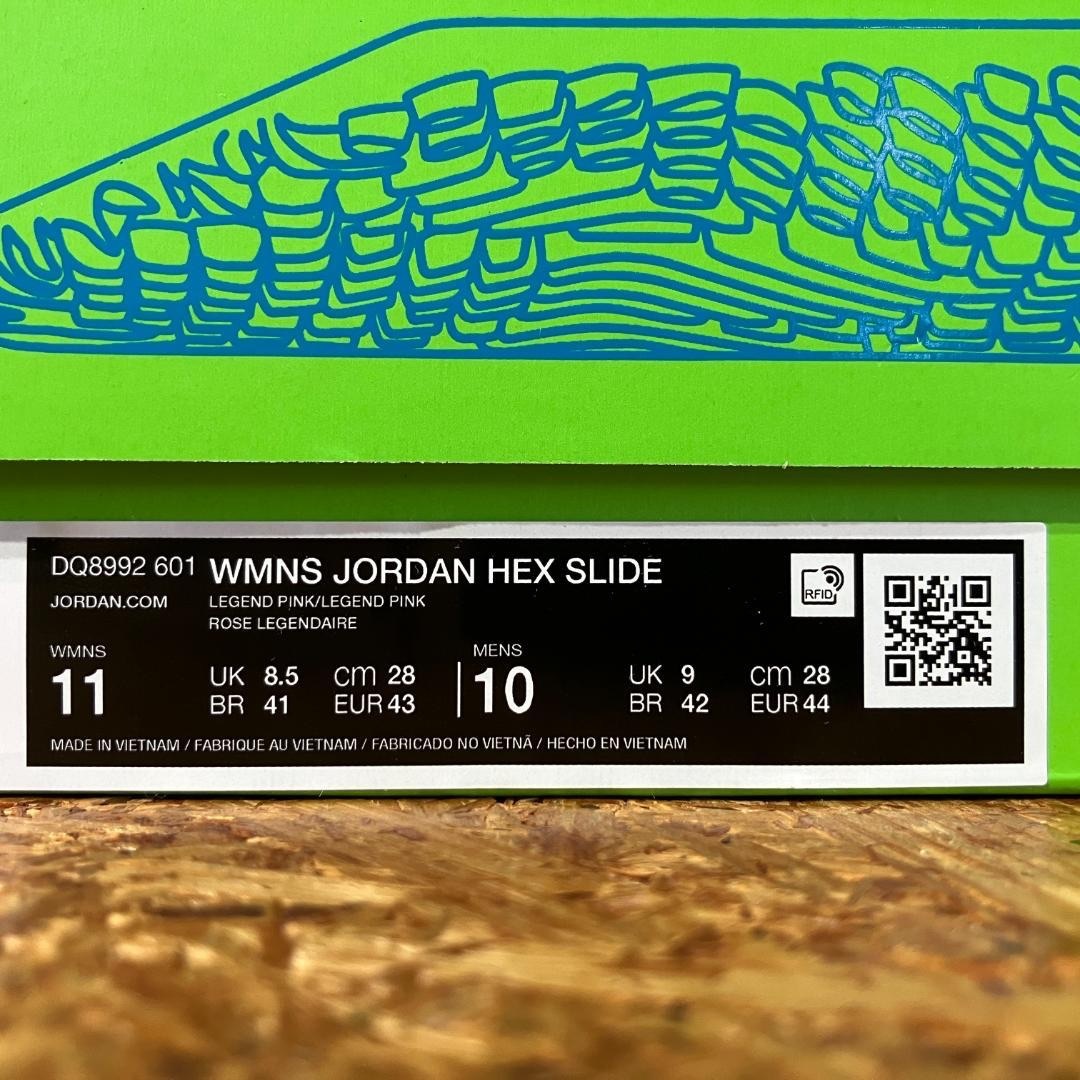 DQ8992 601 WMNS JORDAN HEX SLIDE
JORDAN.COM LEGEND PINK/LEGEND PINK
ROSE LEGENDAIRE
RFID
WMNS MENS
11 UK 8.5 cm 28 10 UK 9 cm 28
BR 41 EUR 43 BR 42 EUR 44
MADE IN VIETNAM / FABRIQUE AU VIETNAM / FABRICADO NO VIETNÃ / HECHO EN VIETNAM